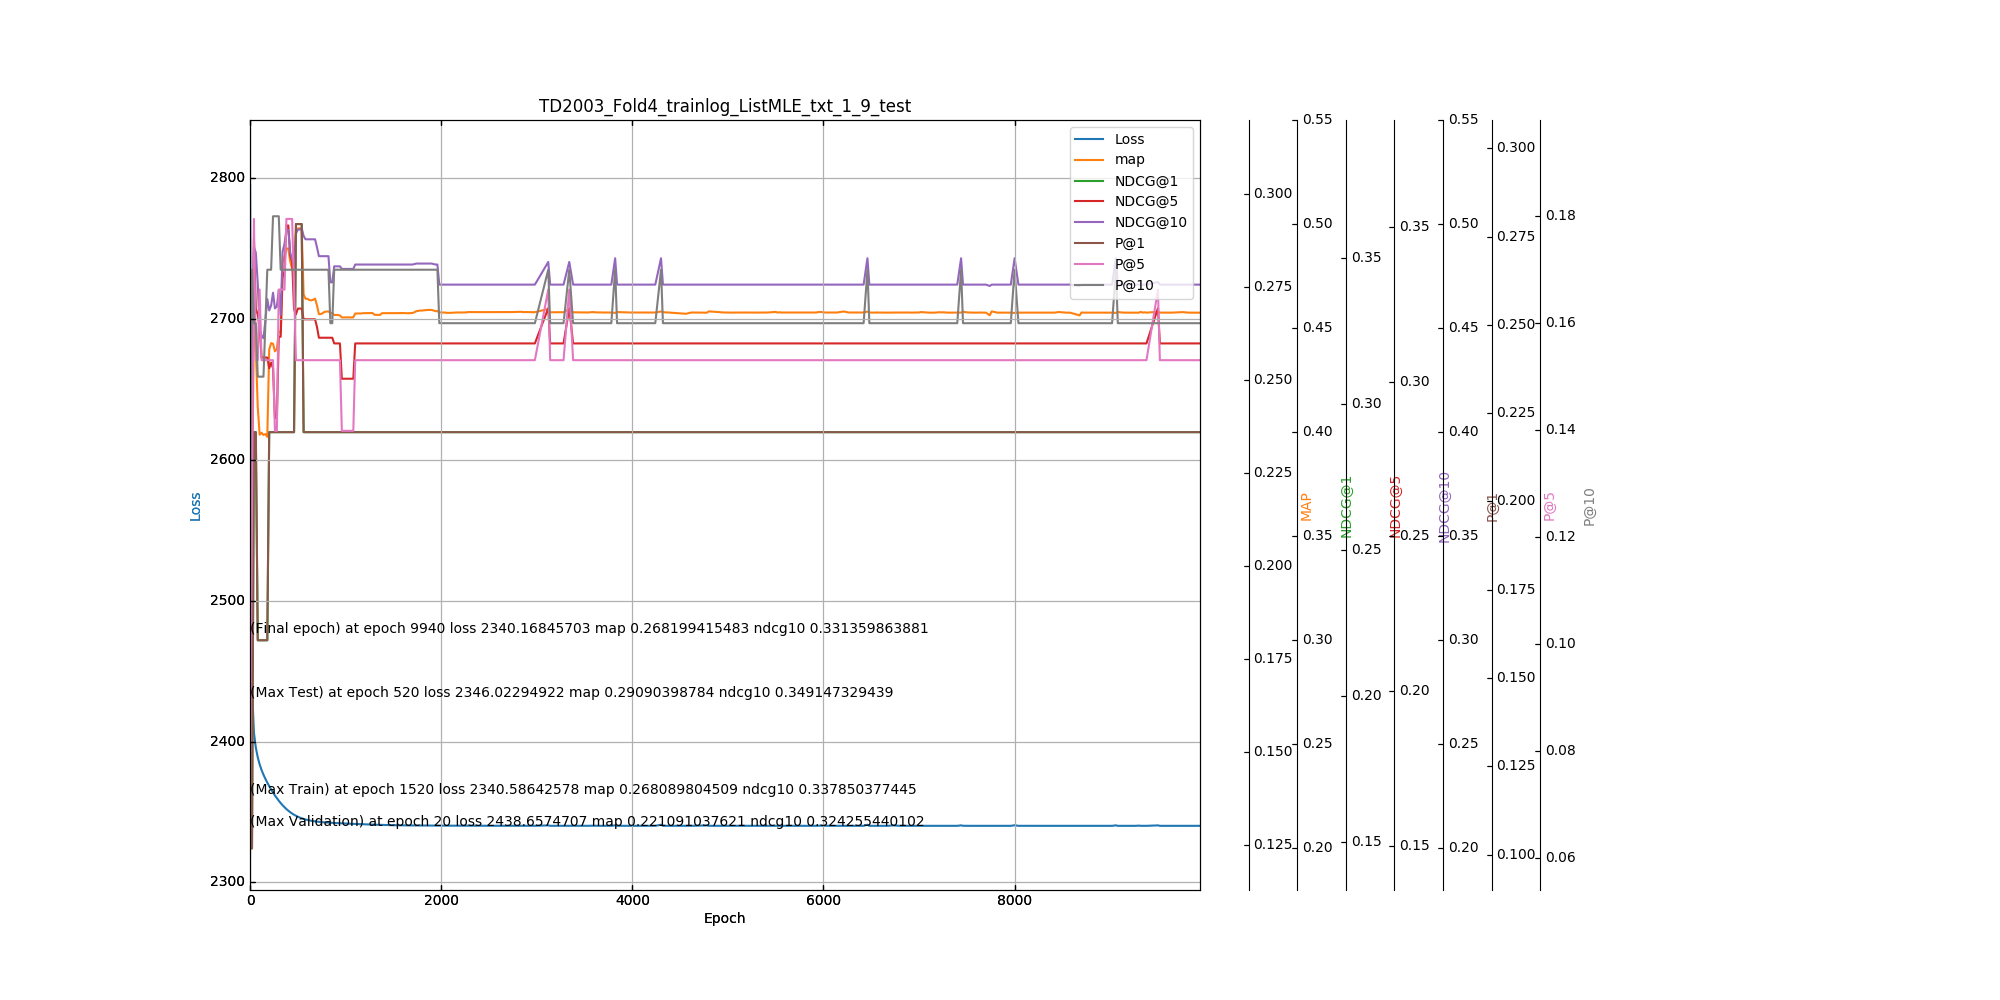 TD2003_Fold4_trainlog_ListMLE_txt_1_9_test
Loss
map
NDCG@1
NDCG@5
NDCG@10
P@1
P@5
P@10
2800
2700
2600
2500
2400
2300
Loss
(Final epoch) at epoch 9940 loss 2340.16845703 map 0.268199415483 ndcg10 0.331359863881
(Max Test) at epoch 520 loss 2346.02294922 map 0.29090398784 ndcg10 0.349147329439
(Max Train) at epoch 1520 loss 2340.58642578 map 0.268089804509 ndcg10 0.337850377445
(Max Validation) at epoch 20 loss 2438.6574707 map 0.221091037621 ndcg10 0.324255440102
0 2000 4000 6000 8000
Epoch
0.300
0.275
0.250
0.225
0.200
0.175
0.150
0.125
MAP
0.55
0.50
0.45
0.40
0.35
0.30
0.25
0.20
NDCG@1
0.35
0.30
0.25
0.20
0.15
NDCG@5
0.35
0.30
0.25
0.20
0.15
NDCG@10
0.55
0.50
0.45
0.40
0.35
0.30
0.25
0.20
P@1
0.300
0.275
0.250
0.225
0.200
0.175
0.150
0.125
0.100
P@5
0.18
0.16
0.14
0.12
0.10
0.08
0.06
P@10